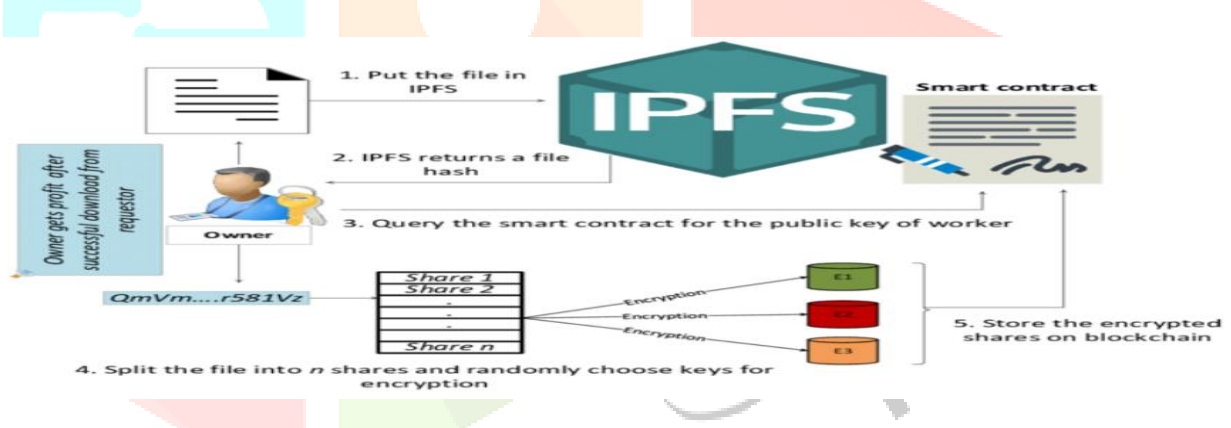 1. Put the file in
IPFS
IPFS
Smart contract
2. IPFS returns a file
hash
Owner gets profit after
successful download from
requestor
3. Query the smart contract for the public key of worker
Owner
QmVm....r581Vz
Share 1
Share 2
.
.
.
Share n
Encryption
Encryption
Encryption
E1
E2
E3
5. Store the encrypted
shares on blockchain
4. Split the file into n shares and randomly choose keys for
encryption